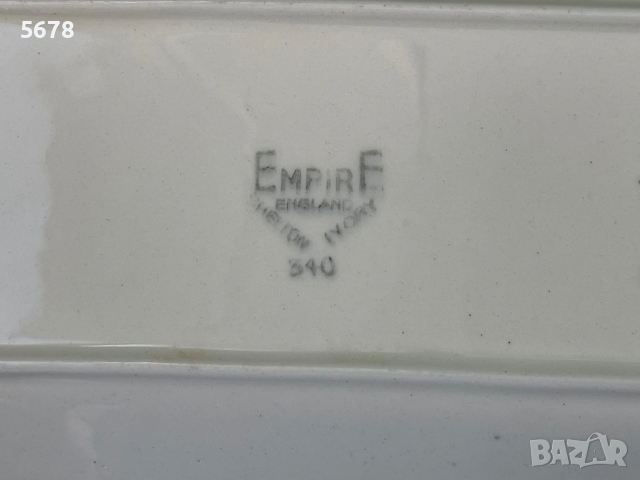 5678
EMPIRE
ENGLAND
SHELTON IVORY
340
BAZAR